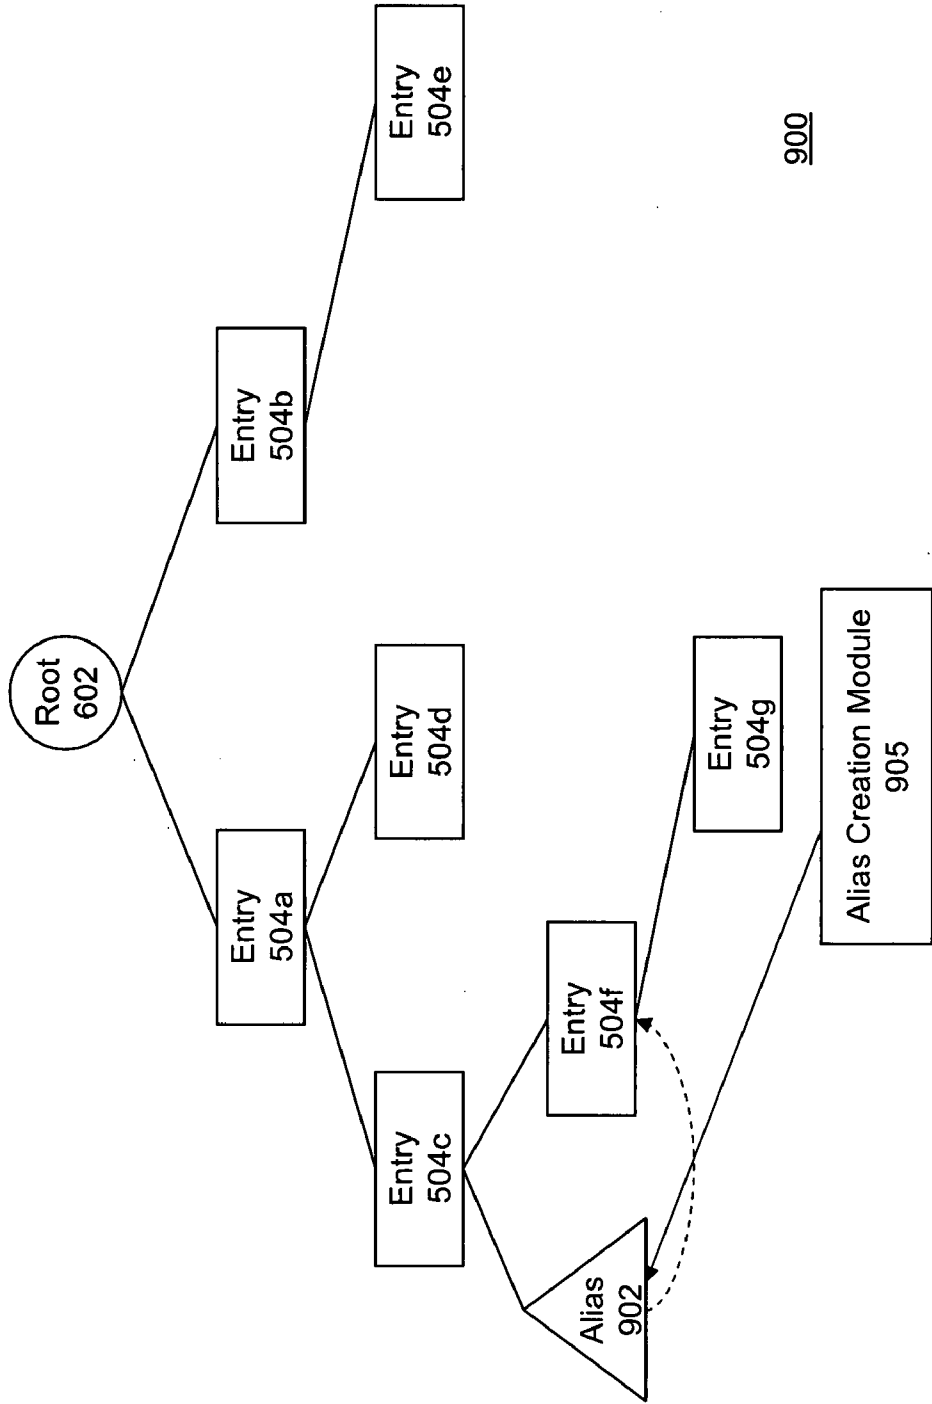 Root
602
Entry
504a
Entry
504b
Entry
504c
Entry
504d
Entry
504e
Alias
902
Entry
504f
Entry
504g
Alias Creation Module
905
900